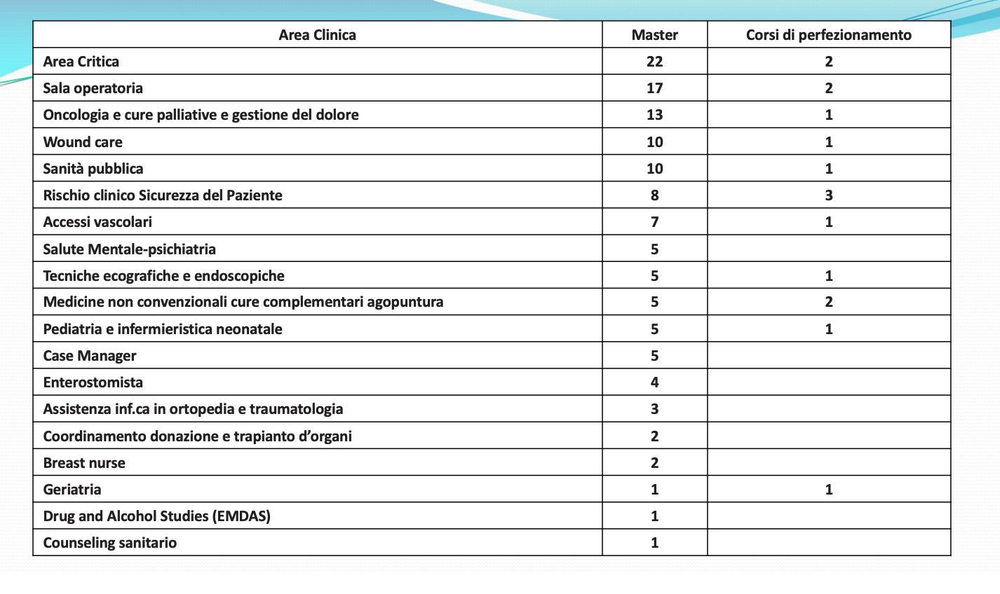 Area Clinica Master Corsi di perfezionamento
Area Critica 22 2
Sala operatoria 17 2
Oncologia e cure palliative e gestione del dolore 13 1
Wound care 10 1
Sanità pubblica 10 1
Rischio clinico Sicurezza del Paziente 8 3
Accessi vascolari 7 1
Salute Mentale-psichiatria 5
Tecniche ecografiche e endoscopiche 5 1
Medicine non convenzionali cure complementari agopuntura 5 2
Pediatria e infermieristica neonatale 5 1
Case Manager 5
Enterostomista 4
Assistenza inf.ca in ortopedia e traumatologia 3
Coordinamento donazione e trapianto d’organi 2
Breast nurse 2
Geriatria 1 1
Drug and Alcohol Studies (EMDAS) 1
Counseling sanitario 1